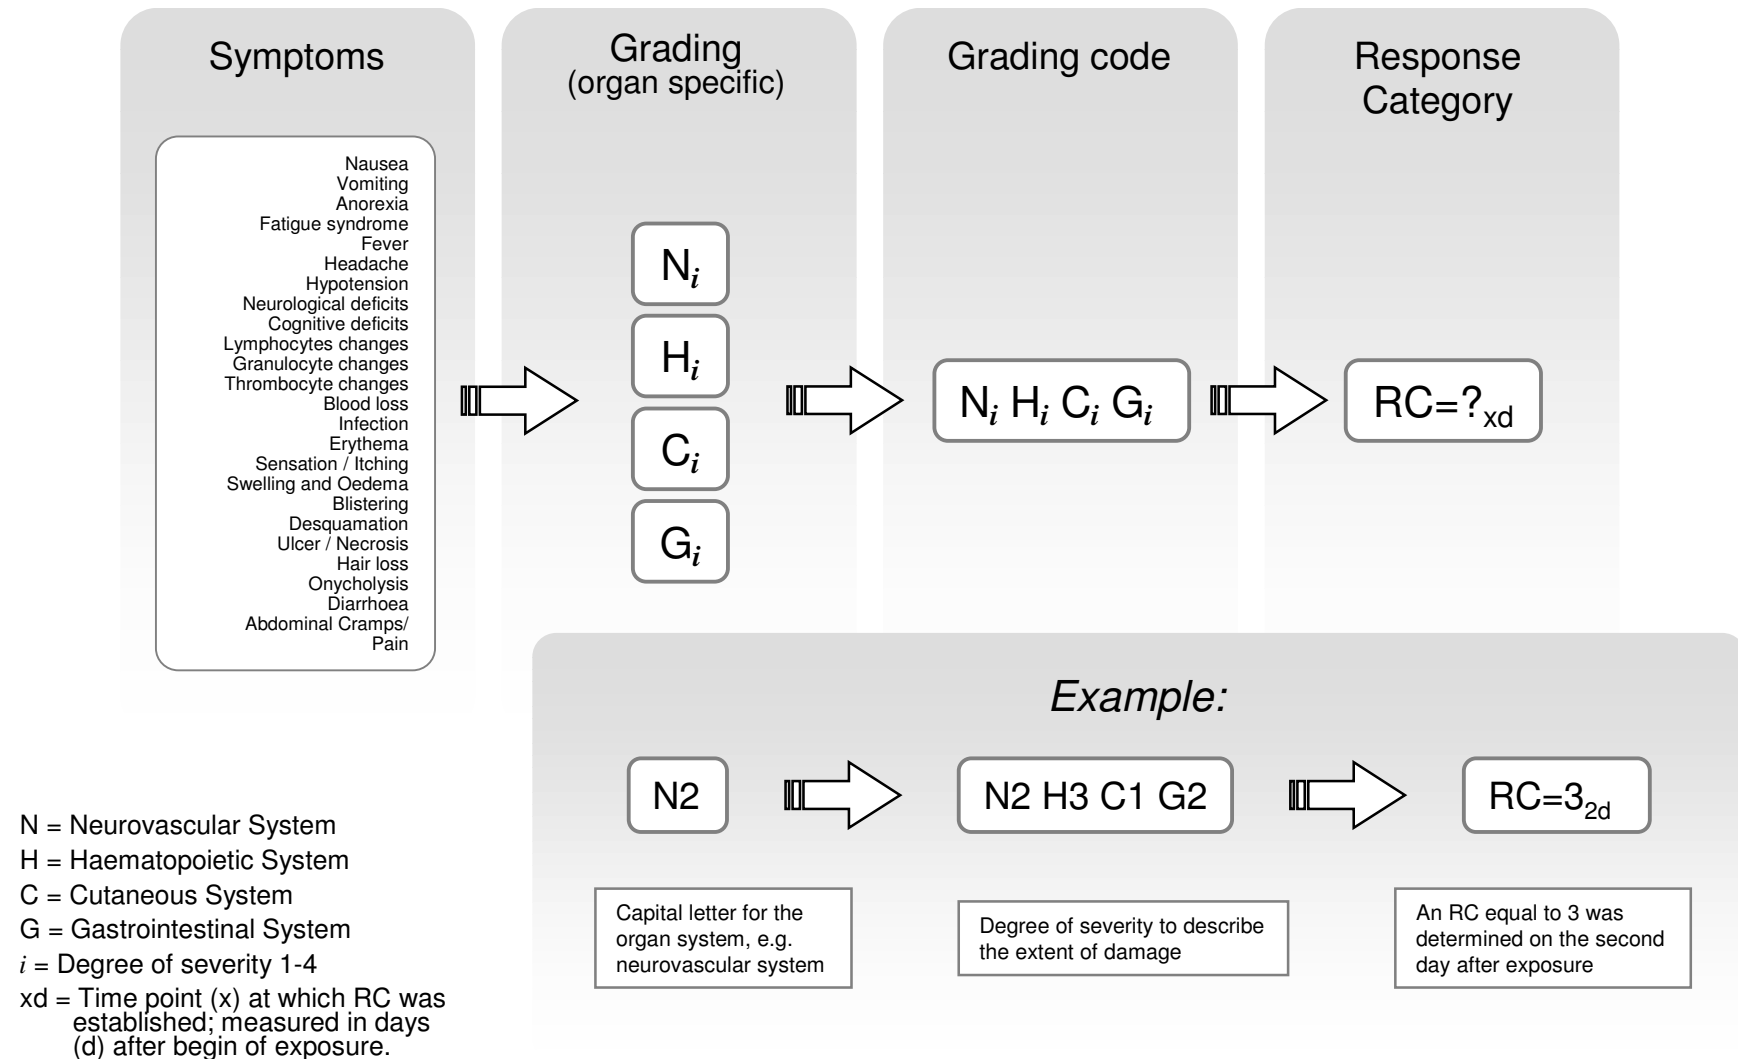 Symptoms
Nausea
Vomiting
Anorexia
Fatigue syndrome
Fever
Headache
Hypotension
Neurological deficits
Cognitive deficits
Lymphocytes changes
Granulocyte changes
Thrombocyte changes
Blood loss
Infection
Erythema
Sensation / Itching
Swelling and Oedema
Blistering
Desquamation
Ulcer / Necrosis
Hair loss
Onycholysis
Diarrhoea
Abdominal Cramps/
Pain
Grading
(organ specific)
Ni
Hi
Ci
Gi
Grading code
Ni Hi Ci Gi
Response
Category
RC=?xd
Example:
N2
N2 H3 C1 G2
RC=32d
Capital letter for the
organ system, e.g.
neurovascular system
Degree of severity to describe
the extent of damage
An RC equal to 3 was
determined on the second
day after exposure
N = Neurovascular System
H = Haematopoietic System
C = Cutaneous System
G = Gastrointestinal System
i = Degree of severity 1-4
xd = Time point (x) at which RC was
established; measured in days
(d) after begin of exposure.